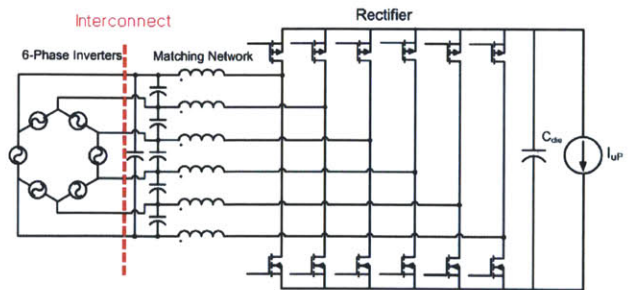 Interconnect
Rectifier
6-Phase Inverters
Matching Network
Cdie
IuP